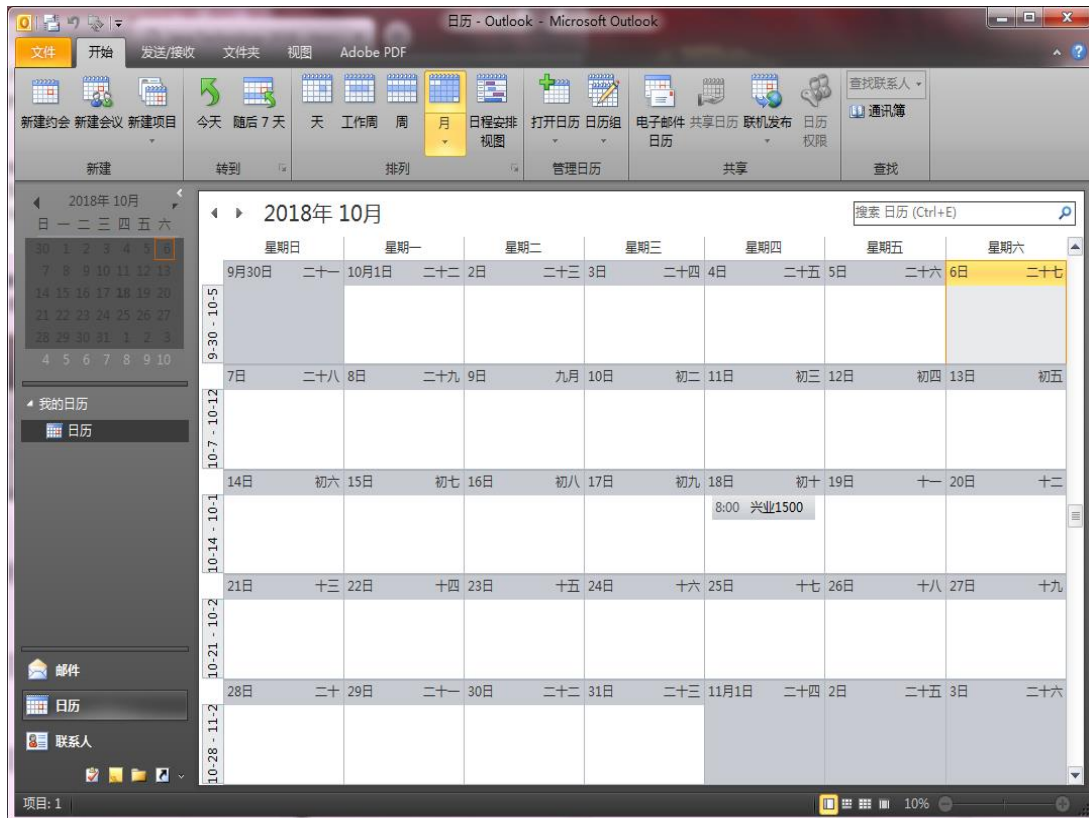 日历 - Outlook - Microsoft Outlook
文件 开始 发送/接收 文件夹 视图 Adobe PDF
新建约会 新建会议 新建项目 今天 随后 7 天 天 工作周 周 月 日程安排视图 打开日历 日历组 电子邮件日历 共享日历 联机发布 日历权限 查找联系人 通讯簿
新建 转到 排列 管理日历 共享 查找
2018年 10月
日 一 二 三 四 五 六
30 1 2 3 4 5 6
7 8 9 10 11 12 13
14 15 16 17 18 19 20
21 22 23 24 25 26 27
28 29 30 31 1 2 3
4 5 6 7 8 9 10
我的日历
日历
邮件
日历
联系人
2018年 10月 搜索 日历 (Ctrl+E)
星期日 星期一 星期二 星期三 星期四 星期五 星期六
9月30日 二十一 10月1日 二十二 2日 二十三 3日 二十四 4日 二十五 5日 二十六 6日 二十七
9-30 - 10-5
7日 二十八 8日 二十九 9日 九月 10日 初二 11日 初三 12日 初四 13日 初五
10-7 - 10-12
14日 初六 15日 初七 16日 初八 17日 初九 18日 初十 19日 十一 20日 十二
8:00 兴业1500
10-14 - 10-1
21日 十三 22日 十四 23日 十五 24日 十六 25日 十七 26日 十八 27日 十九
10-21 - 10-2
28日 二十 29日 二十一 30日 二十二 31日 二十三 11月1日 二十四 2日 二十五 3日 二十六
10-28 - 11-2
项目: 1 10%